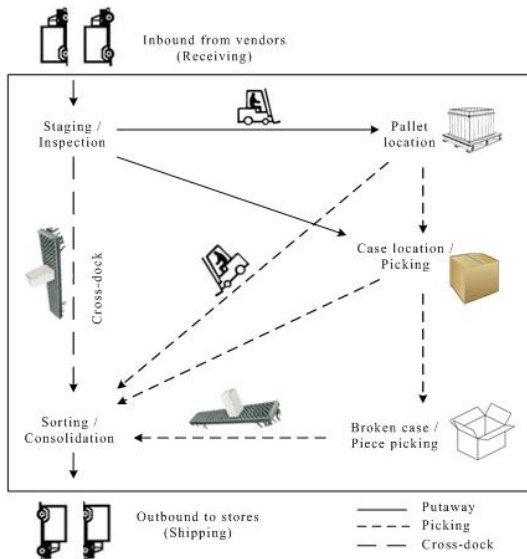 Inbound from vendors
(Receiving)
Staging /
Inspection
Pallet
location
Case location /
Picking
Cross-dock
Sorting /
Consolidation
Broken case /
Piece picking
Outbound to stores
(Shipping)
Putaway
Picking
Cross-dock